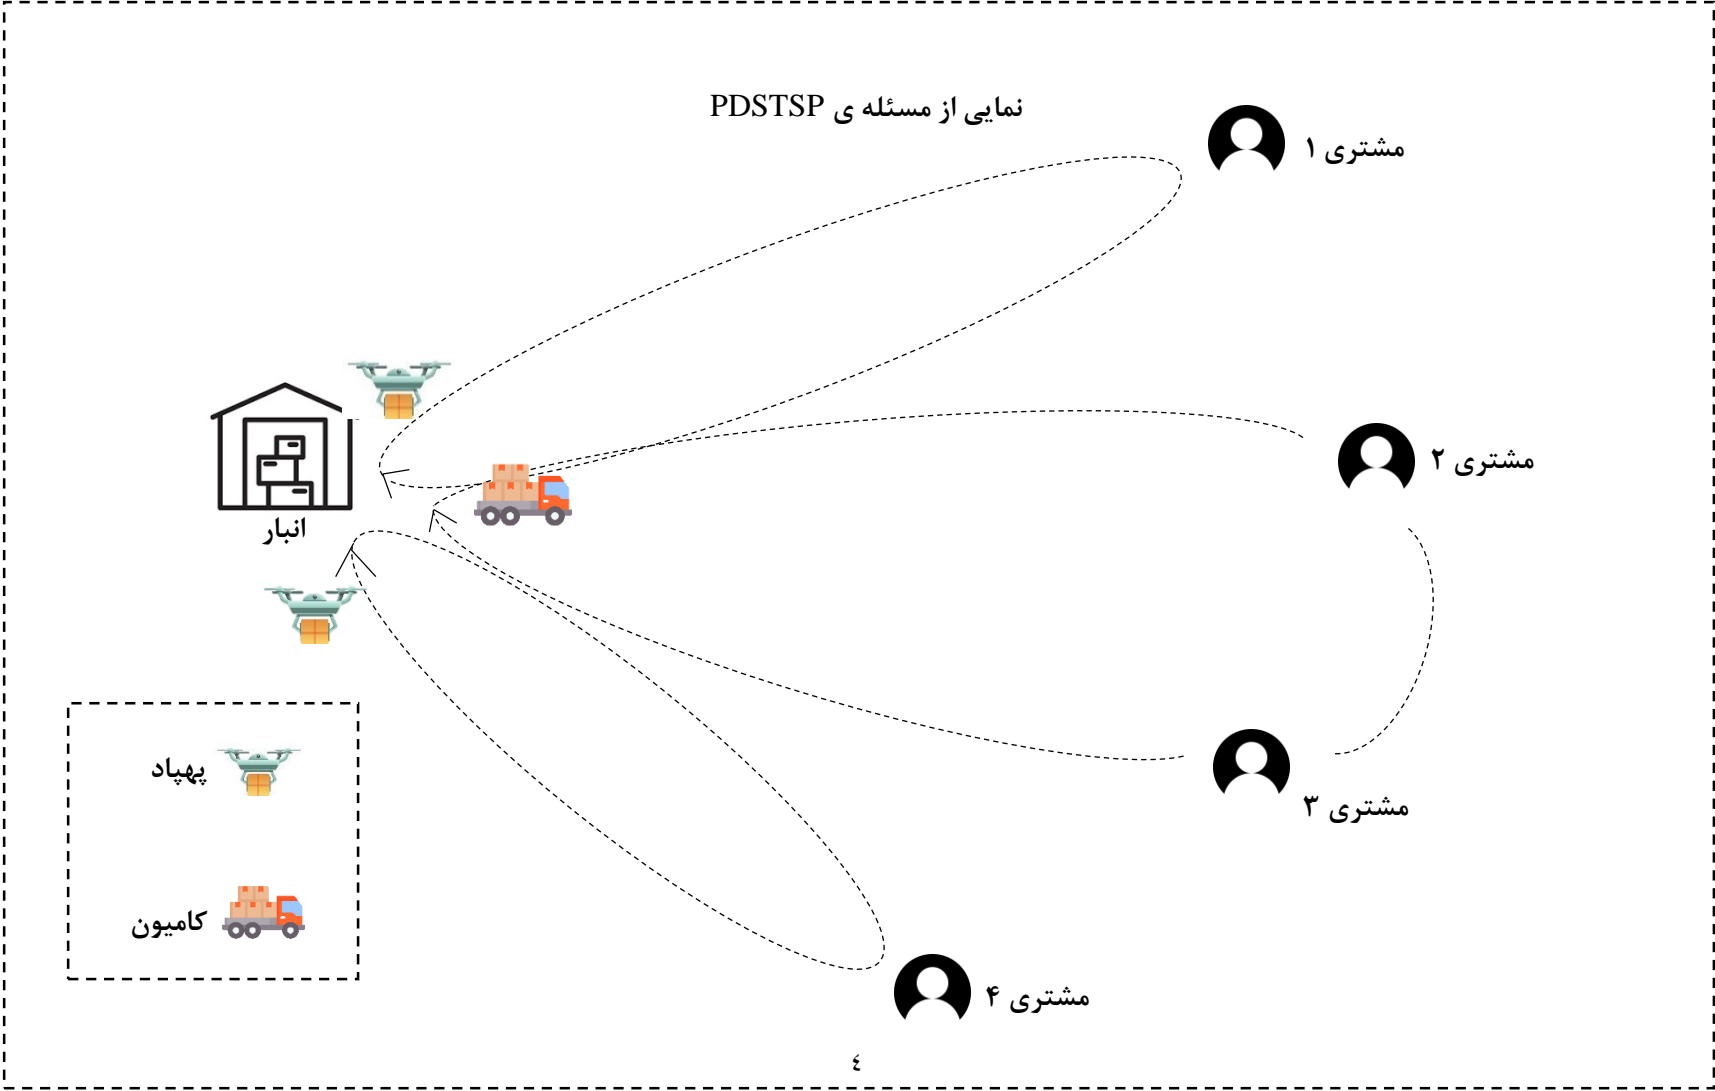 نمایی از مسئله ی PDSTSP
مشتری ۱
مشتری ۲
انبار
پهپاد
مشتری ۳
کامیون
مشتری ۴
٤